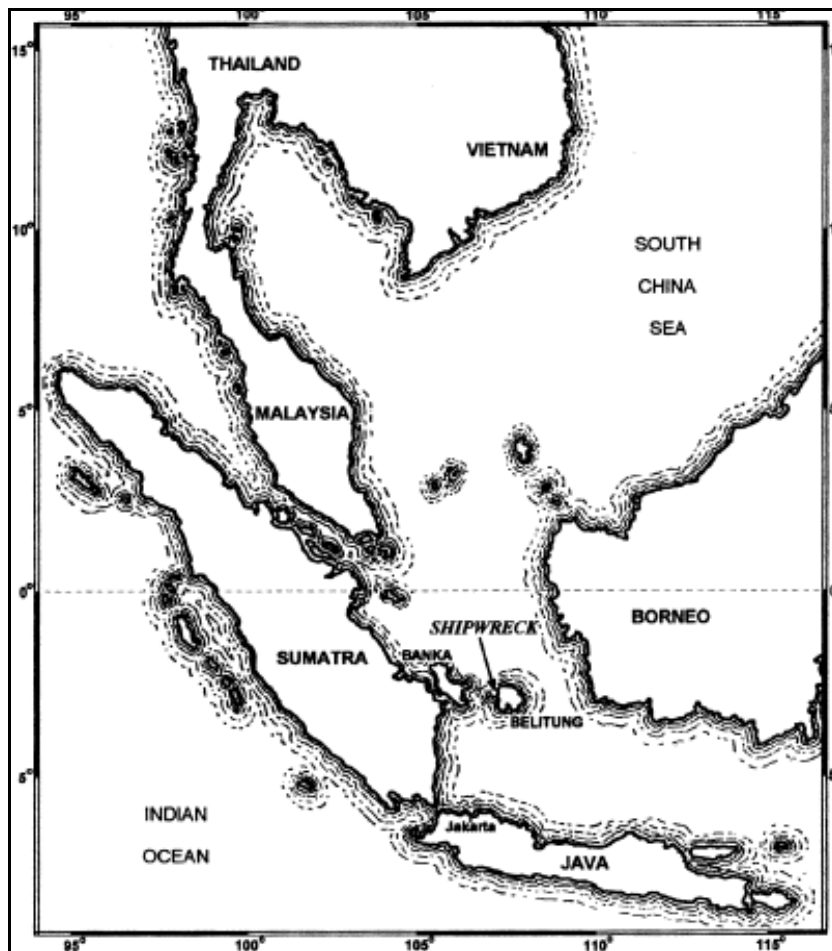 95° 100° 105° 110° 115°
15°
THAILAND
VIETNAM
10°
SOUTH
CHINA
SEA
5°
MALAYSIA
0°
BORNEO
SHIPWRECK
BANKA
SUMATRA
BELITUNG
5°
INDIAN
OCEAN
Jakarta
JAVA
95° 100° 105° 110° 115°